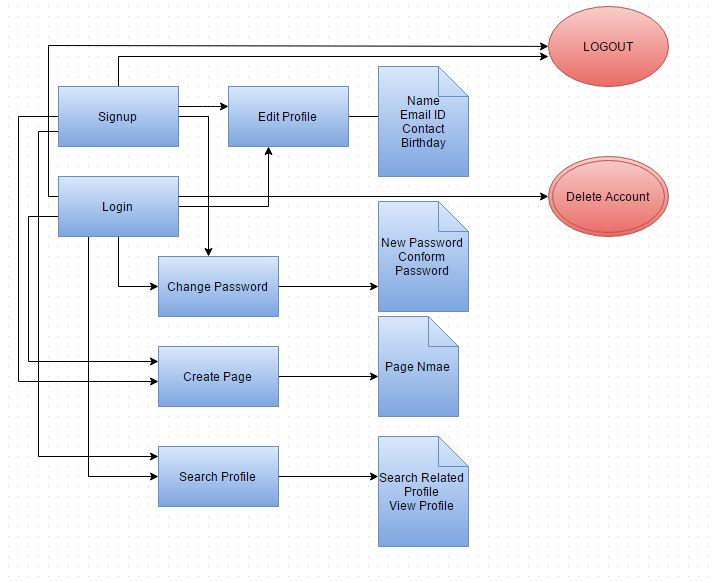 LOGOUT
Signup
Edit Profile
Name
Email ID
Contact
Birthday
Login
Delete Account
New Password
Conform
Password
Change Password
Create Page
Page Nmae
Search Profile
Search Related
Profile
View Profile